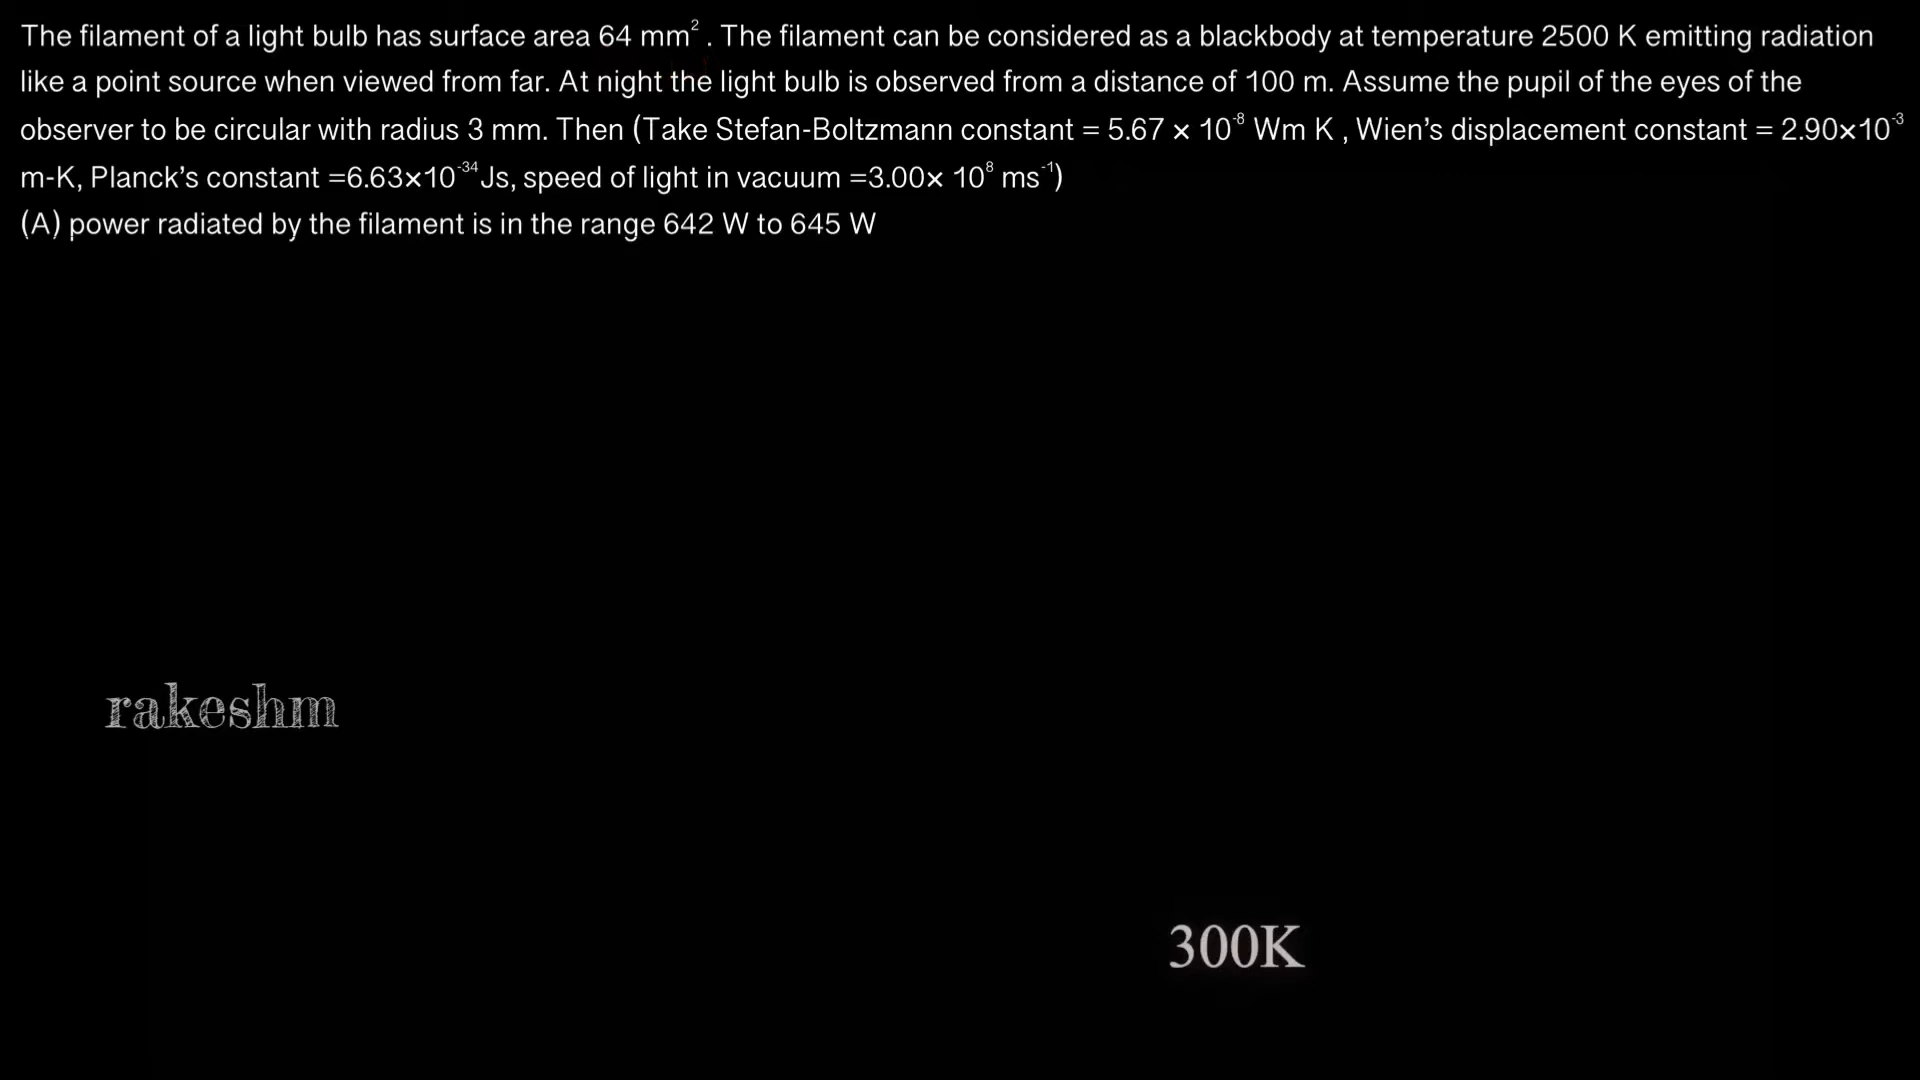 The filament of a light bulb has surface area 64 mm² . The filament can be considered as a blackbody at temperature 2500 K emitting radiation
like a point source when viewed from far. At night the light bulb is observed from a distance of 100 m. Assume the pupil of the eyes of the
observer to be circular with radius 3 mm. Then (Take Stefan-Boltzmann constant = 5.67 × 10⁻⁸ Wm K , Wien’s displacement constant = 2.90×10⁻³
m-K, Planck’s constant =6.63×10⁻³⁴ Js, speed of light in vacuum =3.00× 10⁸ ms⁻¹)
(A) power radiated by the filament is in the range 642 W to 645 W
rakeshm
300K